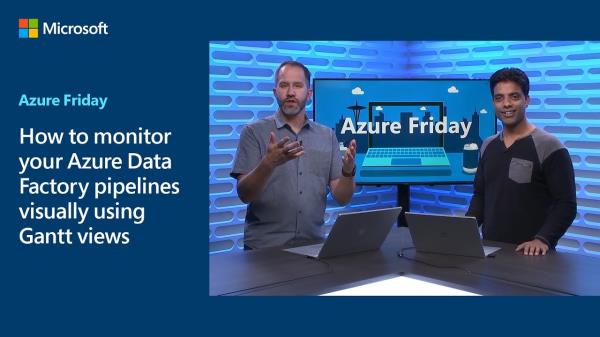 Microsoft
Azure Friday
How to monitor
your Azure Data
Factory pipelines
visually using
Gantt views
Azure Friday